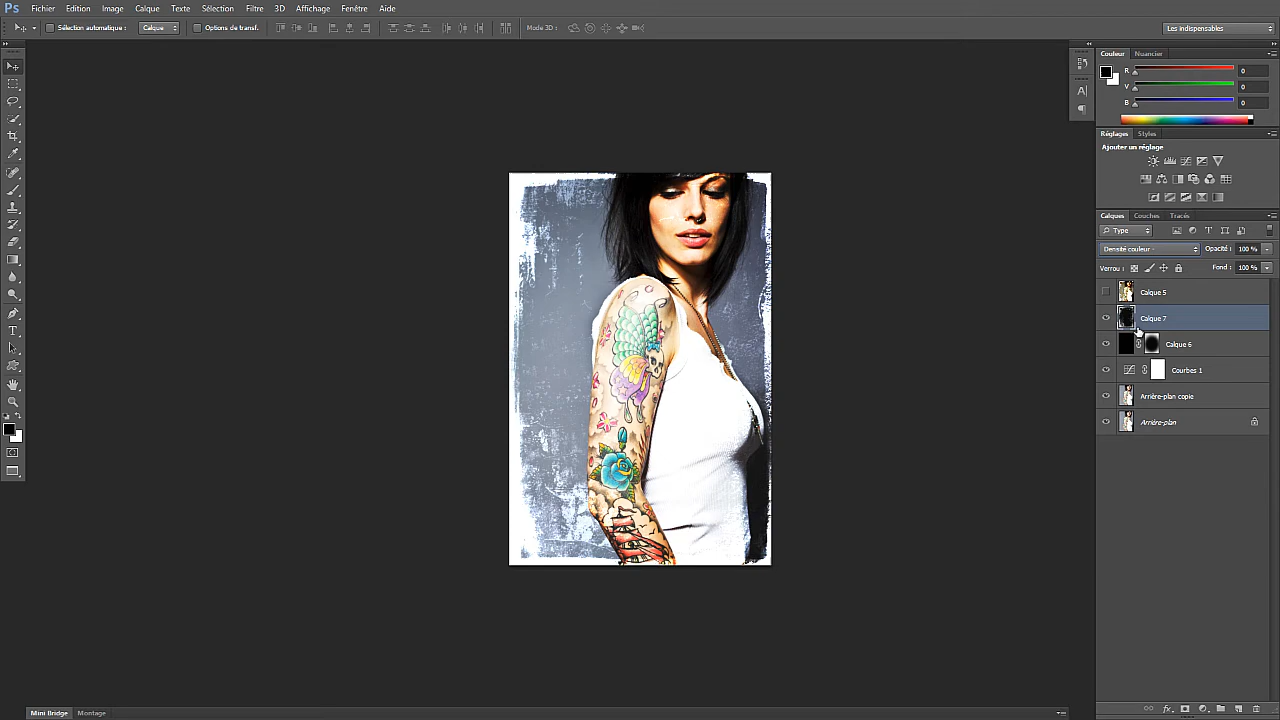 Ps Fichier Edition Image Calque Texte Sélection Filtre 3D Affichage Fenêtre Aide
Sélection automatique : Calque Options de transf. Mode 3D : Les indispensables
Couleur Nuancier
R 0
V 0
B 0
Réglages Styles
Ajouter un réglage
Calques Couches Tracés
Type
Densité couleur - Opacité : 100 %
Verrou : Fond : 100 %
Calque 5
Calque 7
Calque 6
Courbes 1
Arrière-plan copie
Arrière-plan
Mini Bridge Montage